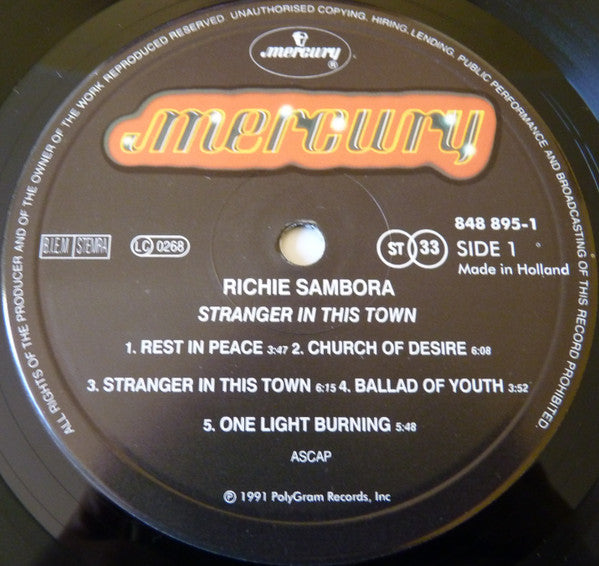 ALL RIGHTS OF THE PRODUCER AND OF THE OWNER OF THE WORK REPRODUCED RESERVED UNAUTHORISED COPYING, HIRING, LENDING, PUBLIC PERFORMANCE AND BROADCASTING OF THIS RECORD PROHIBITED.
mercury ®
mercury
B.I.E.M STEMRA LC 0268 ST 33 848 895-1
SIDE 1
Made in Holland
RICHIE SAMBORA
STRANGER IN THIS TOWN
1. REST IN PEACE 3:47 2. CHURCH OF DESIRE 6:08
3. STRANGER IN THIS TOWN 6:15 4. BALLAD OF YOUTH 3:52
5. ONE LIGHT BURNING 5:48
ASCAP
℗ 1991 PolyGram Records, Inc